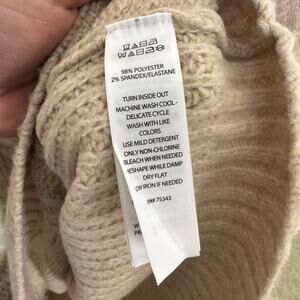 98% POLYESTER
2% SPANDEX/ELASTANE
TURN INSIDE OUT
MACHINE WASH COOL -
DELICATE CYCLE
WASH WITH LIKE
COLORS
USE MILD DETERGENT
ONLY NON-CHLORINE
BLEACH WHEN NEEDED
RESHAPE WHILE DAMP
DRY FLAT
LOW IRON IF NEEDED
RN# 75343